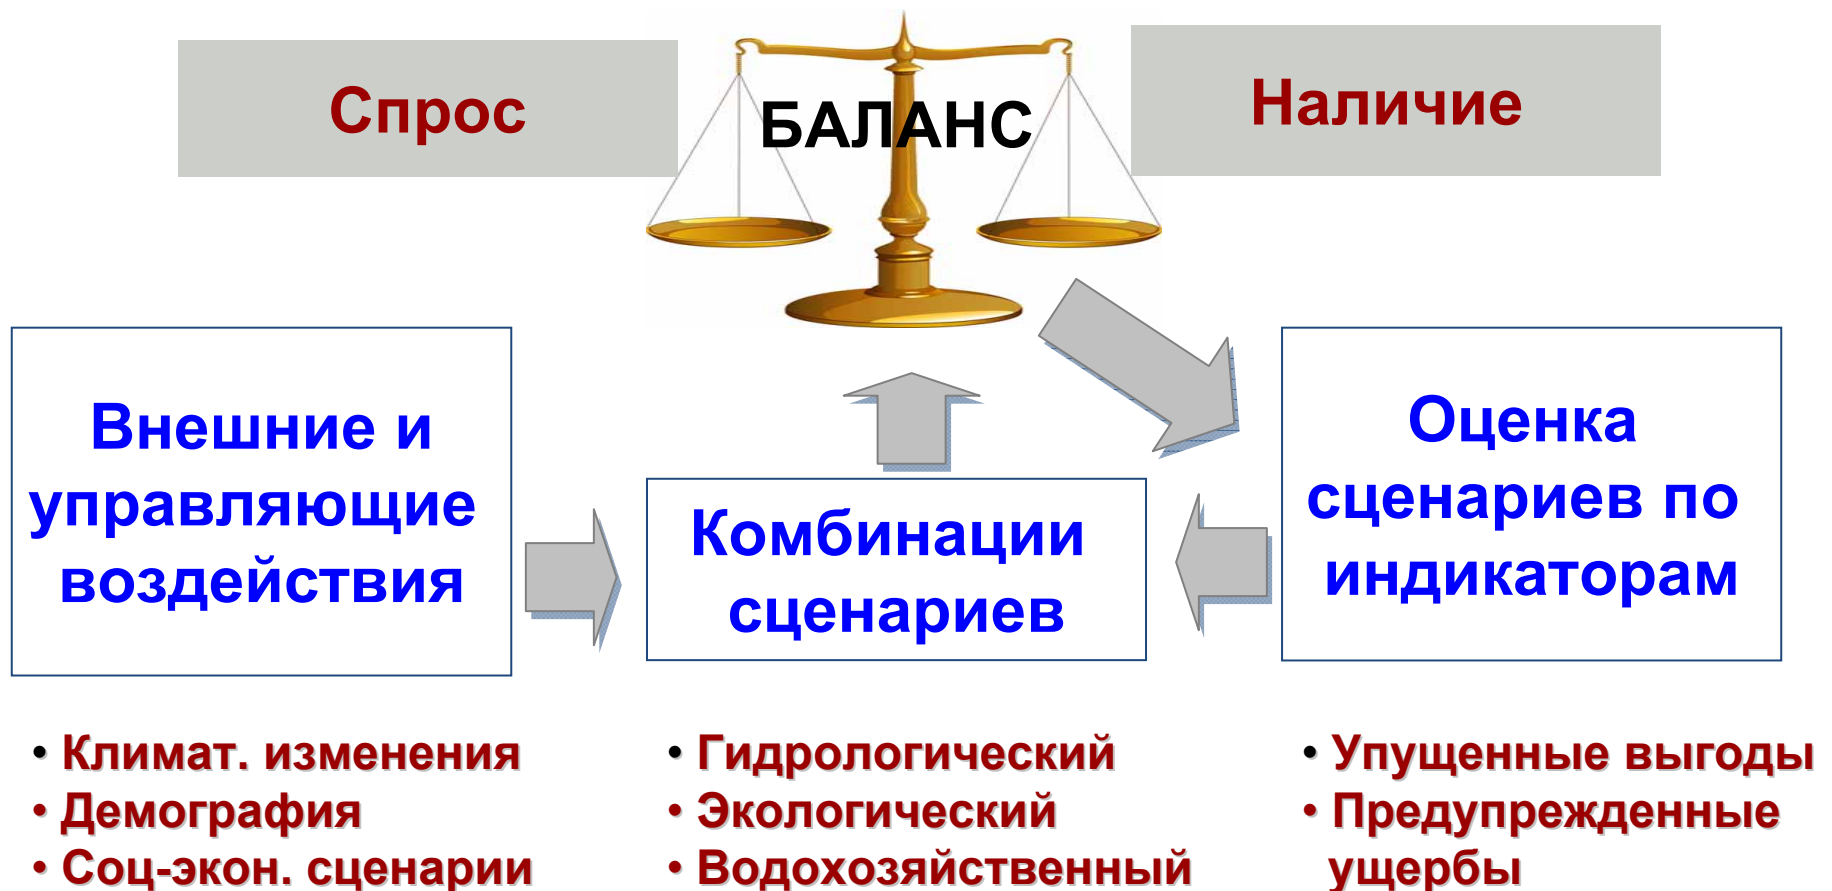 Спрос
БАЛАНС
Наличие
Внешние и
управляющие
воздействия
Комбинации
сценариев
Оценка
сценариев по
индикаторам
• Климат. изменения
• Демография
• Соц-экон. сценарии
• Гидрологический
• Экологический
• Водохозяйственный
• Упущенные выгоды
• Предупрежденные
ущербы